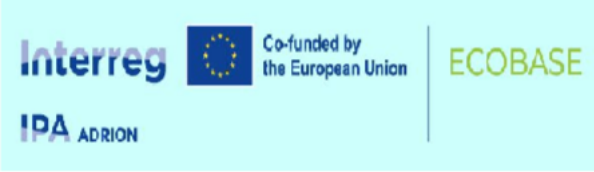 Interreg
Co-funded by
the European Union
ECOBASE
IPA ADRION